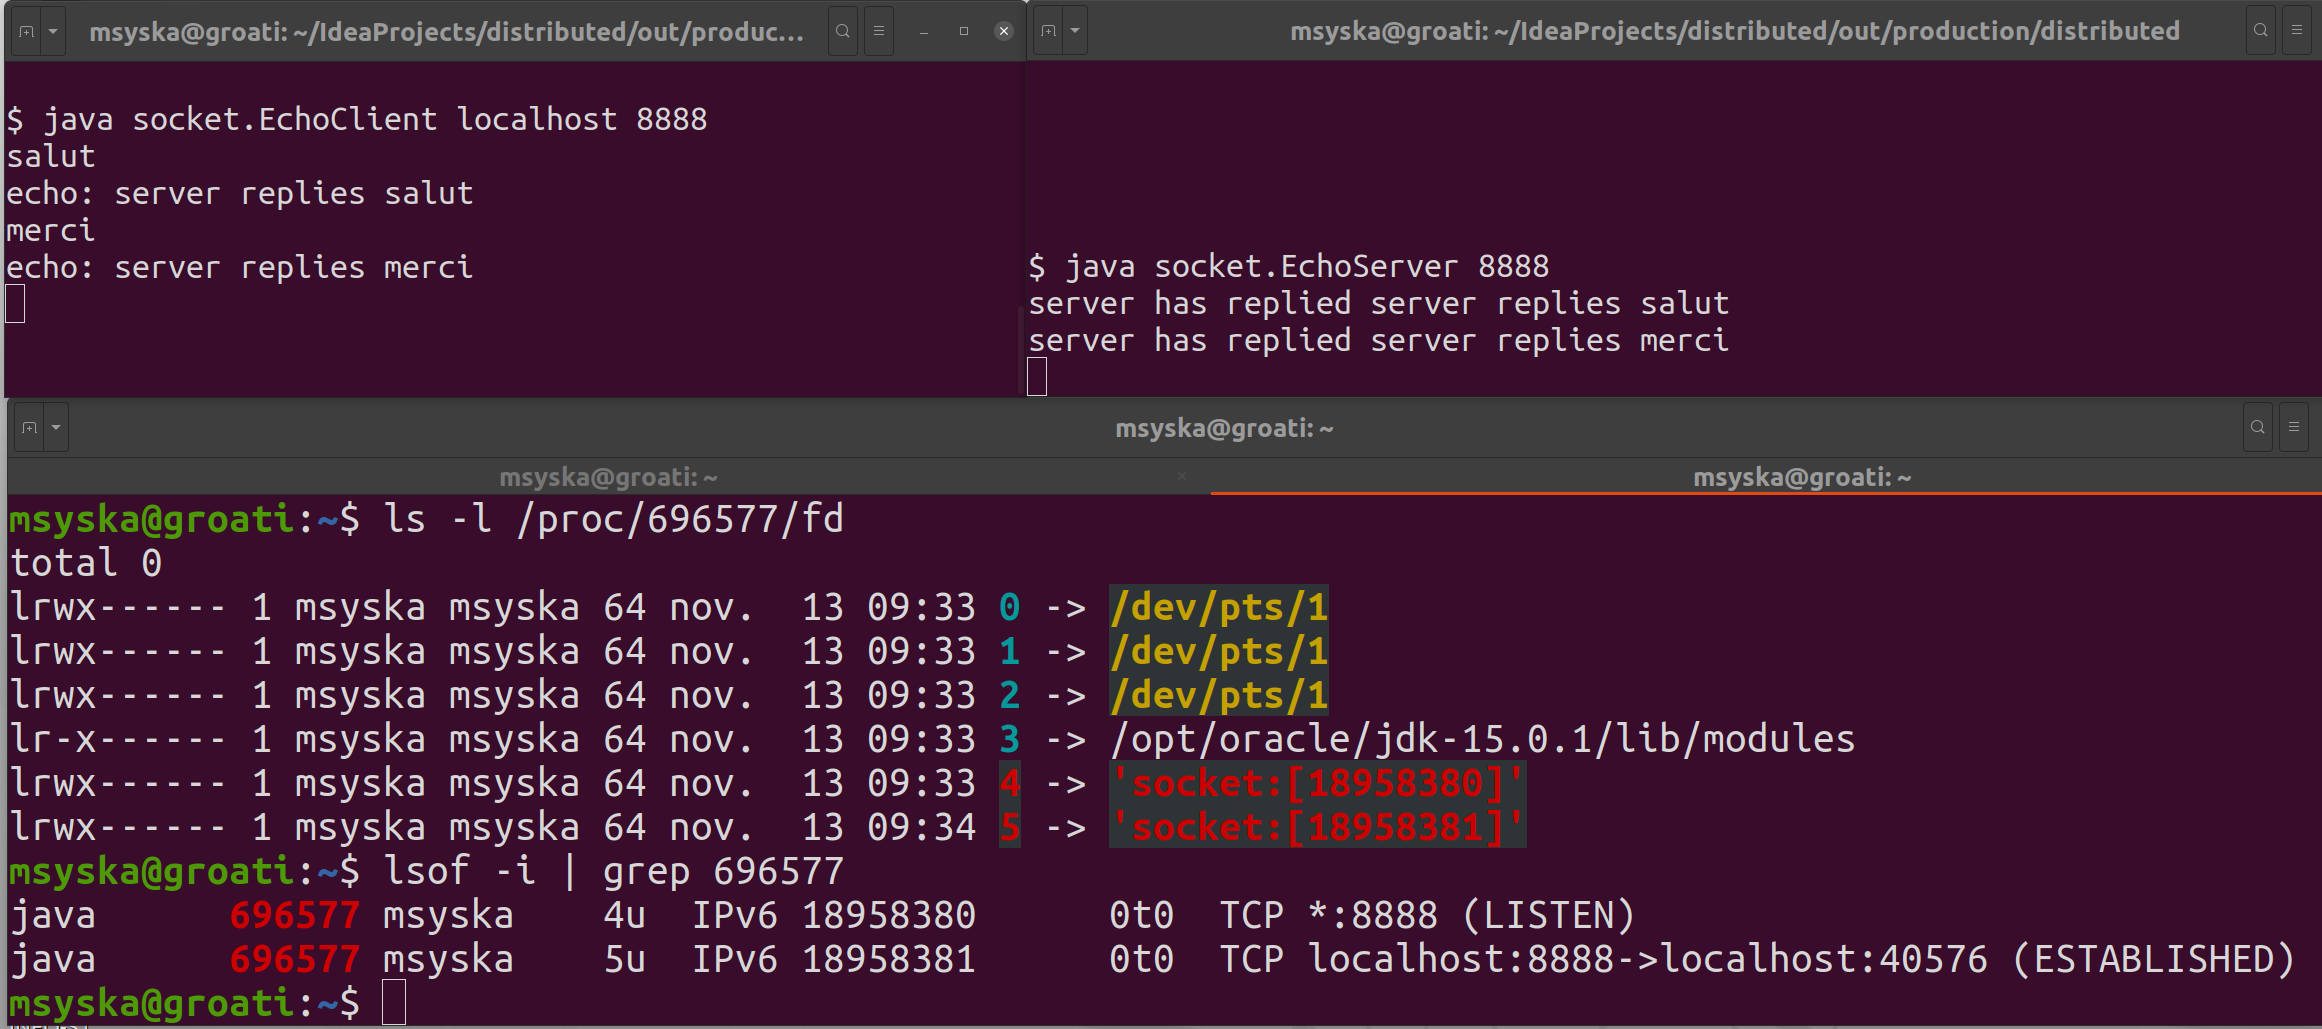 msyska@groati: ~/IdeaProjects/distributed/out/produc...
$ java socket.EchoClient localhost 8888
salut
echo: server replies salut
merci
echo: server replies merci
msyska@groati: ~/IdeaProjects/distributed/out/production/distributed
$ java socket.EchoServer 8888
server has replied server replies salut
server has replied server replies merci
msyska@groati: ~
msyska@groati: ~
msyska@groati: ~
msyska@groati:~$ ls -l /proc/696577/fd
total 0
lrwx------ 1 msyska msyska 64 nov.  13 09:33 0 -> /dev/pts/1
lrwx------ 1 msyska msyska 64 nov.  13 09:33 1 -> /dev/pts/1
lrwx------ 1 msyska msyska 64 nov.  13 09:33 2 -> /dev/pts/1
lr-x------ 1 msyska msyska 64 nov.  13 09:33 3 -> /opt/oracle/jdk-15.0.1/lib/modules
lrwx------ 1 msyska msyska 64 nov.  13 09:33 4 -> 'socket:[18958380]'
lrwx------ 1 msyska msyska 64 nov.  13 09:34 5 -> 'socket:[18958381]'
msyska@groati:~$ lsof -i | grep 696577
java      696577 msyska    4u  IPv6 18958380      0t0  TCP *:8888 (LISTEN)
java      696577 msyska    5u  IPv6 18958381      0t0  TCP localhost:8888->localhost:40576 (ESTABLISHED)
msyska@groati:~$